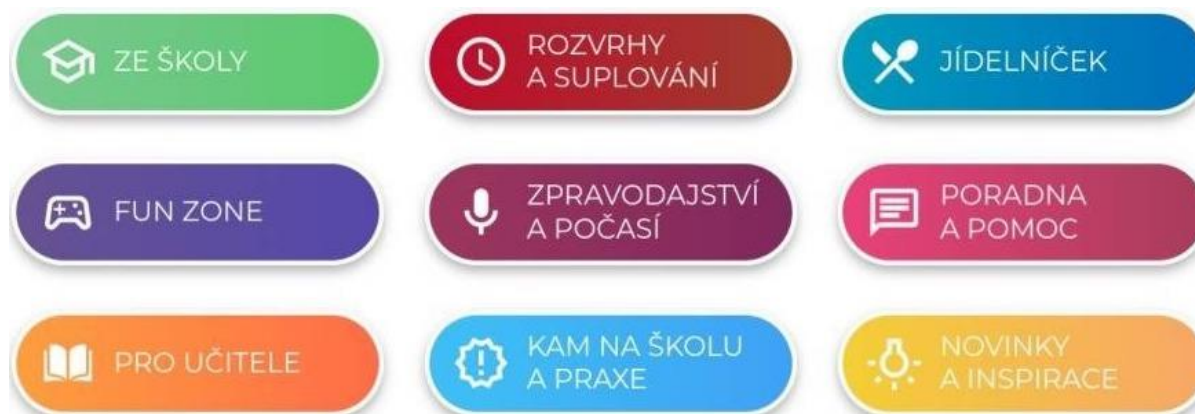 ZE ŠKOLY
ROZVRHY
A SUPLOVÁNÍ
JÍDELNÍČEK
FUN ZONE
ZPRAVODAJSTVÍ
A POČASÍ
PORADNA
A POMOC
PRO UČITELE
KAM NA ŠKOLU
A PRAXE
NOVINKY
A INSPIRACE